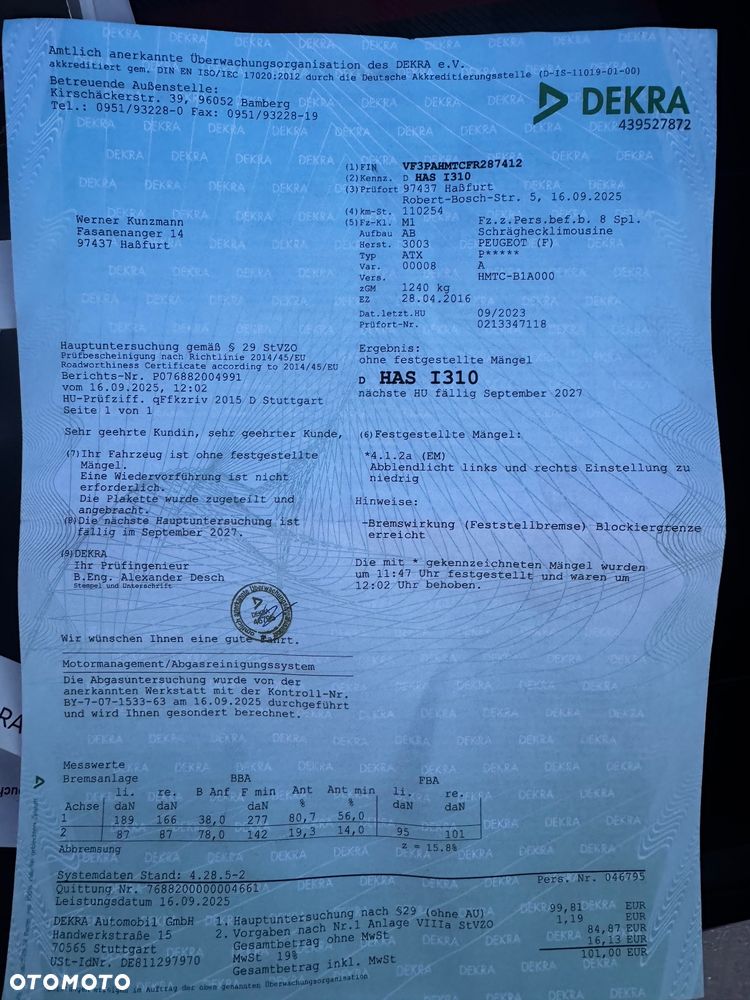 Amtlich anerkannte Überwachungsorganisation des DEKRA e.V.
akkreditiert gem. DIN EN ISO/IEC 17020:2012 durch die Deutsche Akkreditierungsstelle (D-IS-11019-01-00)
Betreuende Außenstelle:
Kirschäckerstr. 39, 96052 Bamberg
Tel.: 0951/93228-0 Fax: 0951/93228-19
DEKRA
439527872
(1) FIN VF3PAHMTCFR287412
(2) Kennz. D HAS I310
(3) Prüfort 97437 Haßfurt
Robert-Bosch-Str. 5, 16.09.2025
(4) km-St. 110254
(5) Fz-Kl. M1 Fz.z.Pers.bef.b. 8 Spl.
Aufbau AB Schrägheck­limousine
Herst. 3003 PEUGEOT (F)
Typ ATX P*****
Var. 00008 A
Vers. HMTC-B1A000
zGM 1240 kg
EZ 28.04.2016
Dat.letzt.HU 09/2023
Prüfort-Nr. 0213347118
Werner Kunzmann
Fasanenanger 14
97437 Haßfurt
Hauptuntersuchung gemäß § 29 StVZO
Prüfbescheinigung nach Richtlinie 2014/45/EU
Roadworthiness Certificate according to 2014/45/EU
Berichts-Nr. P076882004991
vom 16.09.2025, 12:02
HU-Prüfziff. qFfkzriv 2015 D Stuttgart
Seite 1 von 1
Ergebnis:
ohne festgestellte Mängel
D HAS I310
nächste HU fällig September 2027
Sehr geehrte Kundin, sehr geehrter Kunde,
(7) Ihr Fahrzeug ist ohne festgestellte
Mängel.
Eine Wiedervorführung ist nicht
erforderlich.
Die Plakette wurde zugeteilt und
angebracht.
(8) Die nächste Hauptuntersuchung ist
fällig im September 2027.
(9) DEKRA
Ihr Prüfingenieur
B.Eng. Alexander Desch
Stempel und Unterschrift
(6) Festgestellte Mängel:
*4.1.2a (EM)
Abblendlicht links und rechts Einstellung zu
niedrig
Hinweise:
-Bremswirkung (Feststellbremse) Blockiergrenze
erreicht
Die mit * gekennzeichneten Mängel wurden
um 11:47 Uhr festgestellt und waren um
12:02 Uhr behoben.
DEKRA
46795
Wir wünschen Ihnen eine gute Fahrt.
Motormanagement/Abgasreinigungssystem
Die Abgasuntersuchung wurde von der
anerkannten Werkstatt mit der Kontroll-Nr.
BY-7-07-1533-63 am 16.09.2025 durchgeführt
und wird Ihnen gesondert berechnet.
Messwerte
Bremsanlage BBA FBA
li. re. B Anf F min Ant Ant min li. re.
Achse daN daN daN % % daN daN
1 189 166 38,0 277 80,7 56,0
2 87 87 78,0 142 19,3 14,0 95 101
Abbremsung z = 15.8%
Systemdaten Stand: 4.28.5-2 Pers. Nr. 046795
Quittung Nr. 7688200000004661
Leistungsdatum 16.09.2025
DEKRA Automobil GmbH 1. Hauptuntersuchung nach §29 (ohne AU) 99,81 EUR
Handwerkstraße 15 2. Vorgaben nach Nr.1 Anlage VIIIa StVZO 1,19 EUR
70565 Stuttgart Gesamtbetrag ohne MwSt 84,87 EUR
USt-IdNr. DE811297970 MwSt 19% 16,13 EUR
Gesamtbetrag inkl. MwSt 101,00 EUR
im Auftrag der oben genannten Überwachungsorganisation
OTOMOTO